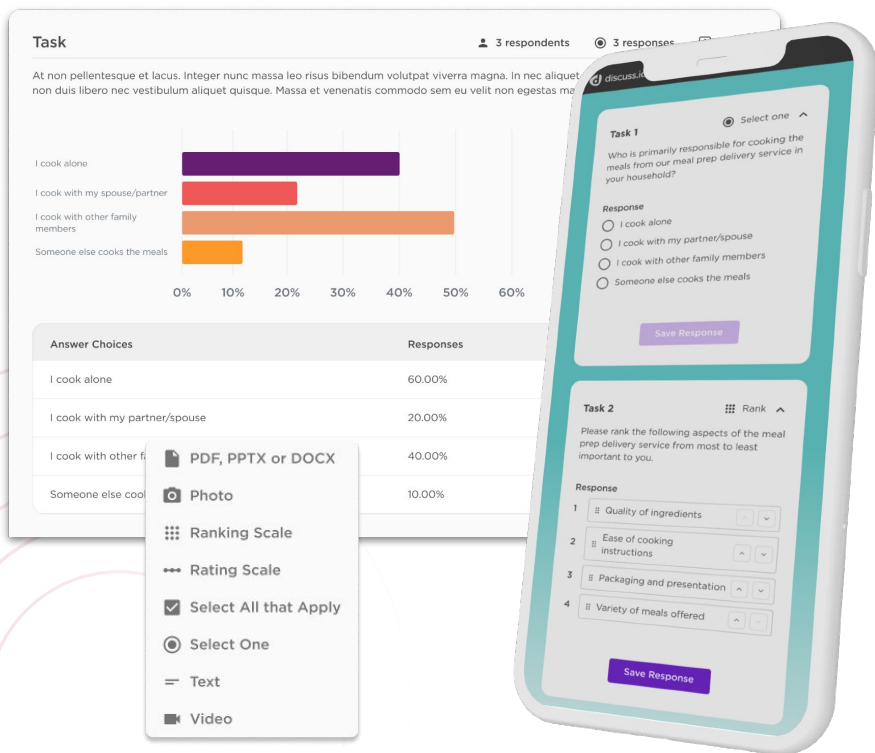 Task
3 respondents
3 responses
At non pellentesque et lacus. Integer nunc massa leo risus bibendum volutpat viverra magna. In nec aliquet
non duis libero nec vestibulum aliquet quisque. Massa et venenatis commodo sem eu velit non egestas
I cook alone
I cook with my spouse/partner
I cook with other family
members
Someone else cooks the meals
0% 10% 20% 30% 40% 50% 60%
Answer Choices Responses
I cook alone 60.00%
I cook with my partner/spouse 20.00%
I cook with other 40.00%
Someone else 10.00%
PDF, PPTX or DOCX
Photo
Ranking Scale
Rating Scale
Select All that Apply
Select One
Text
Video
discuss.io
Task 1 Select one
Who is primarily responsible for cooking the
meals from our meal prep delivery service in
your household?
Response
I cook alone
I cook with my partner/spouse
I cook with other family members
Someone else cooks the meals
Save Response
Task 2 Rank
Please rank the following aspects of the meal
prep delivery service from most to least
important to you.
Response
1 Quality of ingredients
2 Ease of cooking
instructions
3 Packaging and presentation
4 Variety of meals offered
Save Response